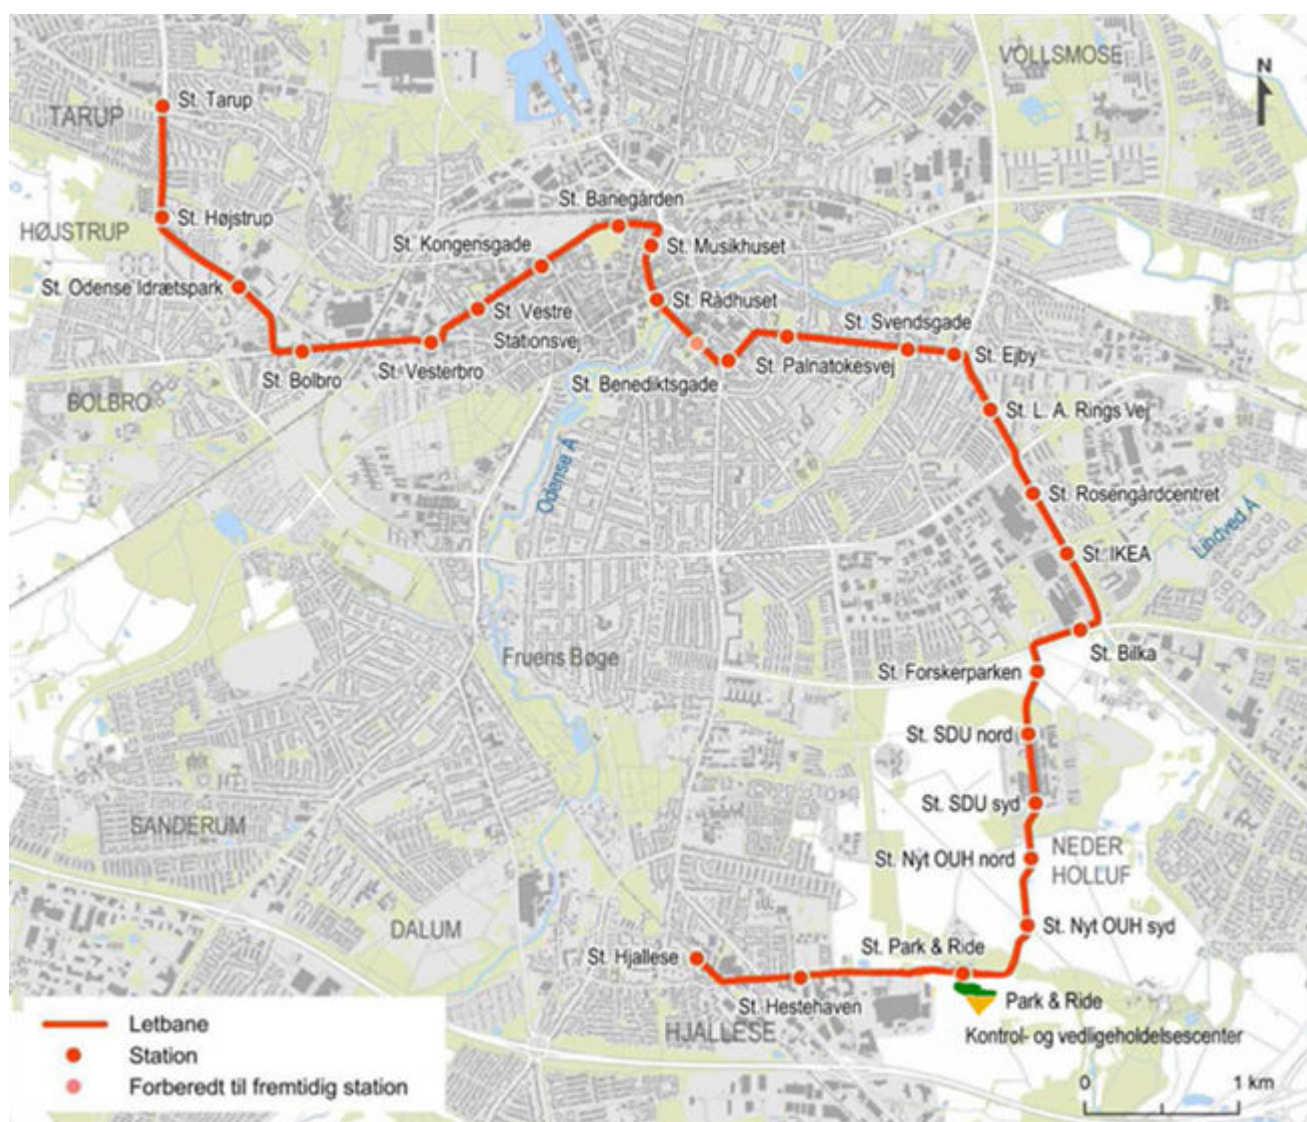 VOLLSMOSE
N
St. Tarup
TARUP
St. Banegården
St. Højstrup
HØJSTRUP
St. Kongensgade
St. Musikhuset
St. Odense Idrætspark
St. Rådhuset
St. Vestre
Stationsvej
St. Svendsgade
St. Ejby
St. Palnatokesvej
St. Vesterbro
St. Bolbro
St. Benediktsgade
BOLBRO
St. L. A. Rings Vej
Odense Å
St. Rosengårdcentret
Lindved Å
St. IKEA
Fruens Bøge
St. Bilka
St. Forskerparken
St. SDU nord
St. SDU syd
SANDERUM
NEDER
HOLLUF
St. Nyt OUH nord
DALUM
St. Nyt OUH syd
St. Park & Ride
St. Hjallese
St. Hestehaven
Park & Ride
HJALLESE
Kontrol- og vedligeholdelsescenter
Letbane
Station
Forberedt til fremtidig station
0 1 km